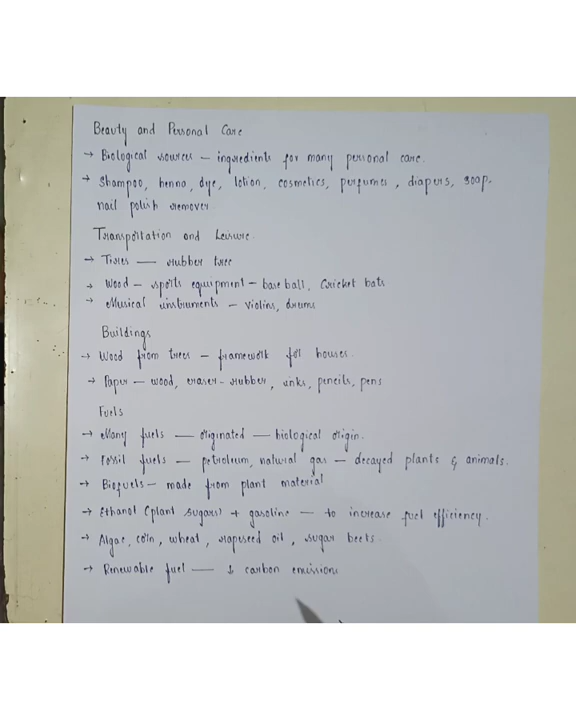 Beauty and Personal Care
→ Biological sources – ingredients for many personal care.
→ Shampoo, henna, dye, lotion, cosmetics, perfumes, diapers, soap,
nail polish remover
Transportation and Leisure.
→ Tires — rubber tree
→ Wood – sports equipment – baseball, cricket bats
→ Musical instruments – violins, drums
Buildings
→ Wood from trees – framework for houses.
→ Paper – wood, eraser – rubber, inks, pencils, pens
Fuels
→ Many fuels — originated — biological origin.
→ Fossil fuels — petroleum, natural gas – decayed plants & animals.
→ Biofuels – made from plant material
→ Ethanol (plant sugars) + gasoline — to increase fuel efficiency.
→ Algae, corn, wheat, rapeseed oil, sugar beets.
→ Renewable fuel — ↓ carbon emissions